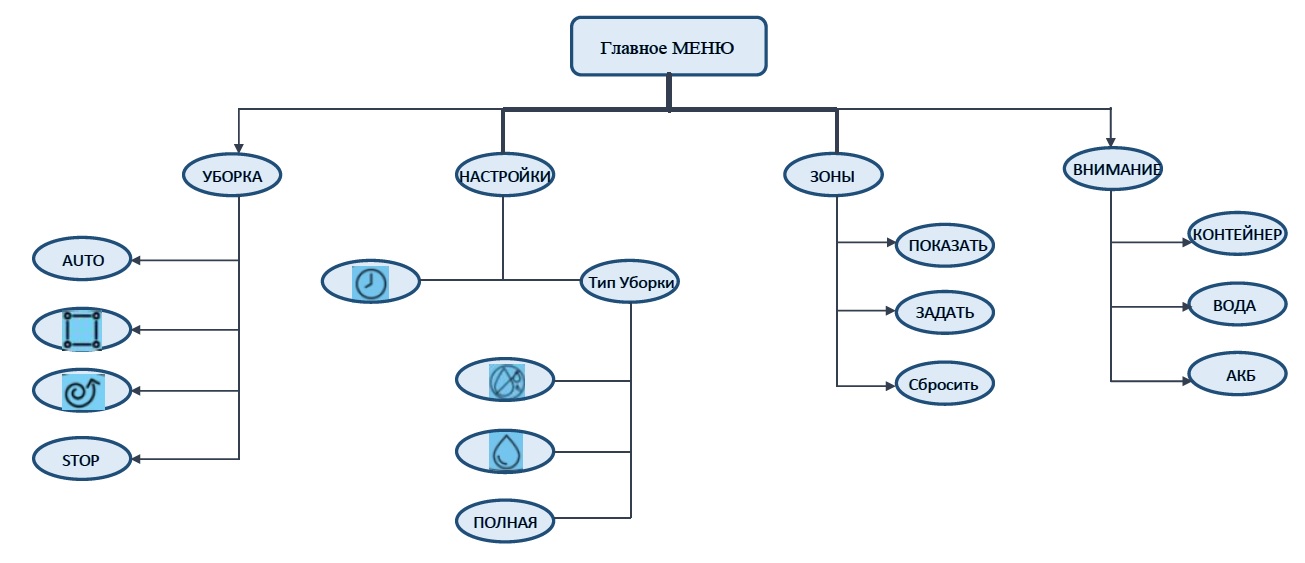 Главное МЕНЮ
УБОРКА
НАСТРОЙКИ
ЗОНЫ
ВНИМАНИЕ
AUTO
STOP
Тип Уборки
ПОЛНАЯ
ПОКАЗАТЬ
ЗАДАТЬ
Сбросить
КОНТЕЙНЕР
ВОДА
АКБ